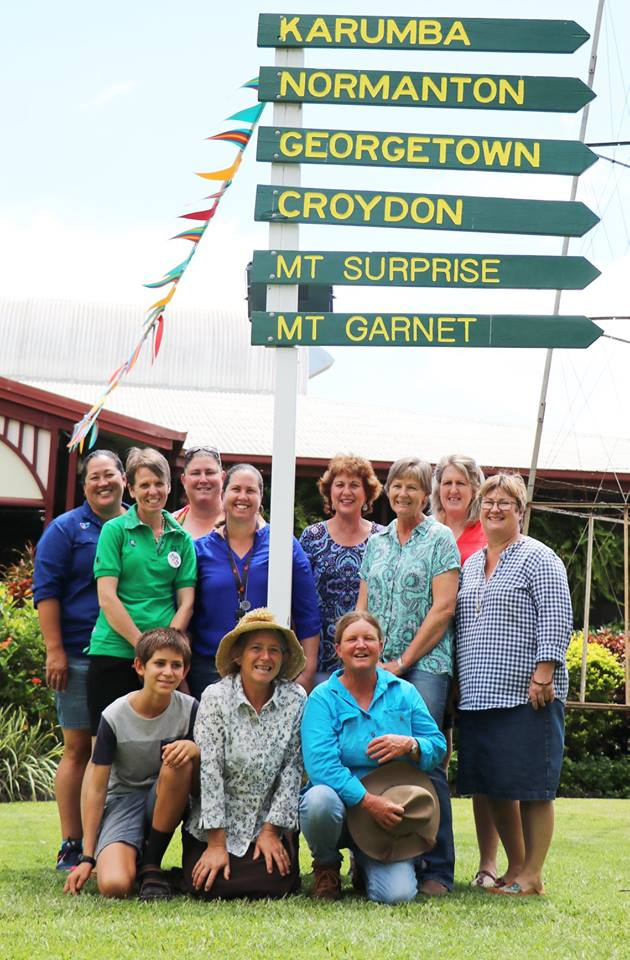 KARUMBA
NORMANTON
GEORGETOWN
CROYDON
MT SURPRISE
MT GARNET